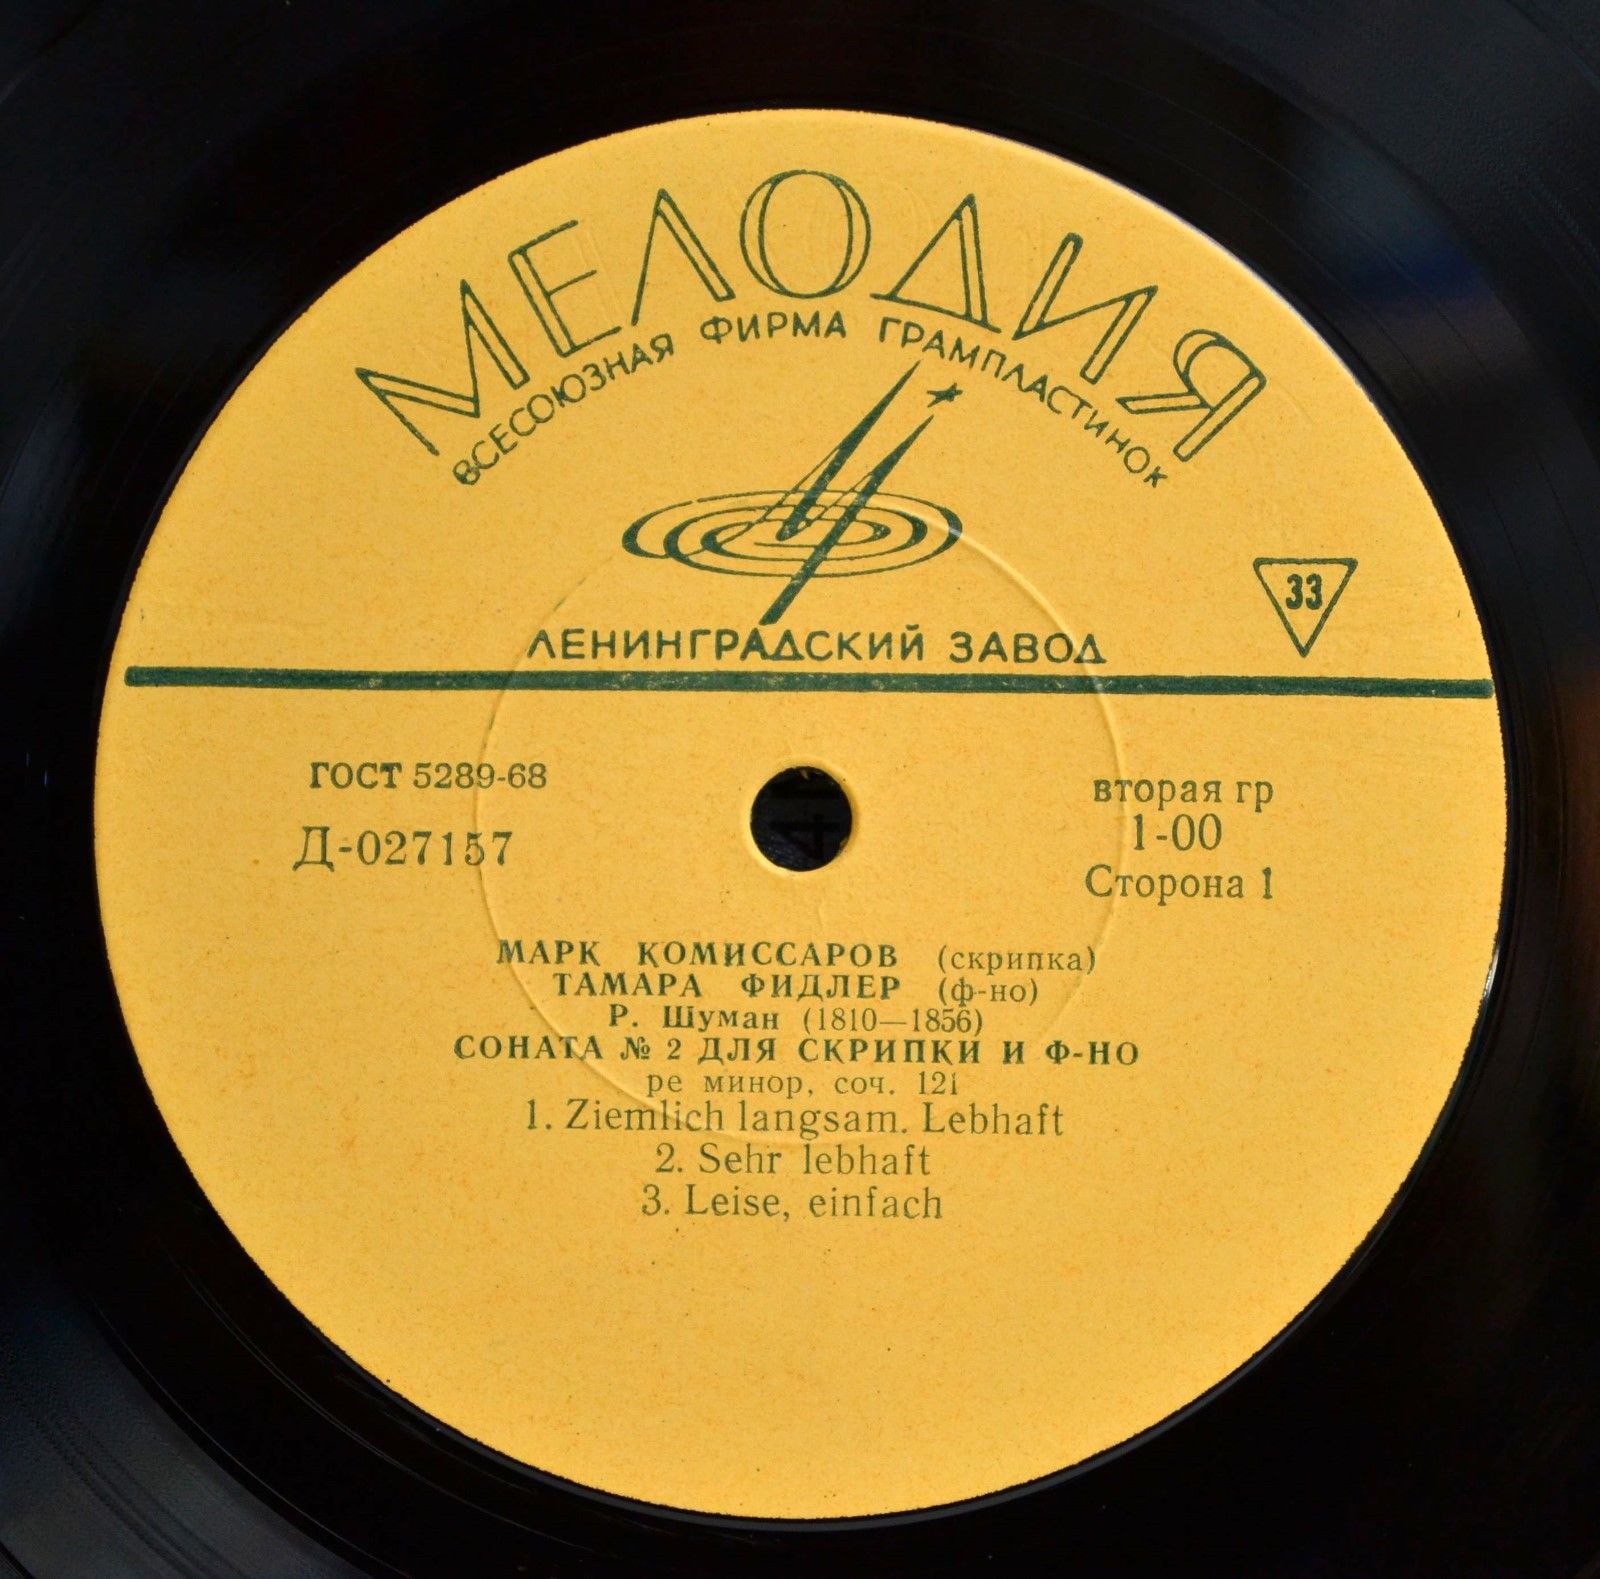 МЕЛОДИЯ
ВСЕСОЮЗНАЯ ФИРМА ГРАМПЛАСТИНОК
33
ЛЕНИНГРАДСКИЙ ЗАВОД
ГОСТ 5289-68
Д-027157
вторая гр
1-00
Сторона 1
МАРК КОМИССАРОВ (скрипка)
ТАМАРА ФИДЛЕР (ф-но)
Р. Шуман (1810—1856)
СОНАТА № 2 ДЛЯ СКРИПКИ И Ф-НО
ре минор, соч. 121
1. Ziemlich langsam. Lebhaft
2. Sehr lebhaft
3. Leise, einfach